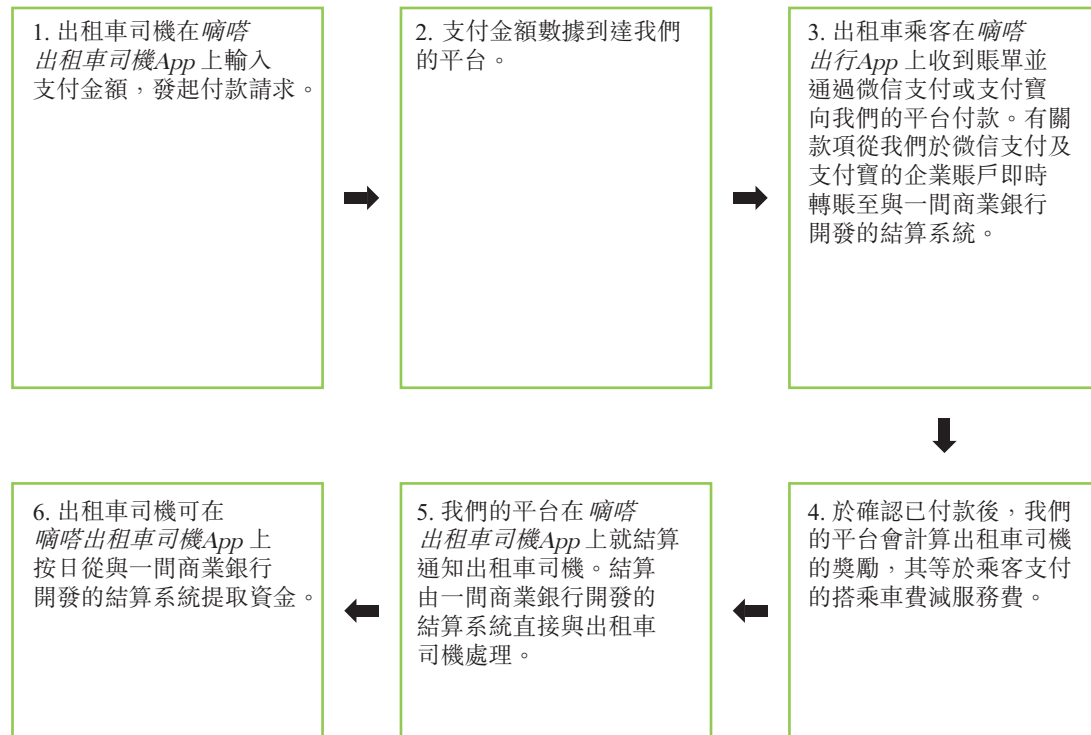 1. 出租車司機在嘀嗒
出租車司機App 上輸入
支付金額，發起付款請求。
2. 支付金額數據到達我們
的平台。
3. 出租車乘客在嘀嗒
出行App 上收到賬單並
通過微信支付或支付寶
向我們的平台付款。有關
款項從我們於微信支付及
支付寶的企業賬戶即時
轉賬至與一間商業銀行
開發的結算系統。
4. 於確認已付款後，我們
的平台會計算出租車司機
的獎勵，其等於乘客支付
的搭乘車費減服務費。
5. 我們的平台在 嘀嗒
出租車司機App 上就結算
通知出租車司機。結算
由一間商業銀行開發的
結算系統直接與出租車
司機處理。
6. 出租車司機可在
嘀嗒出租車司機App 上
按日從與一間商業銀行
開發的結算系統提取資金。